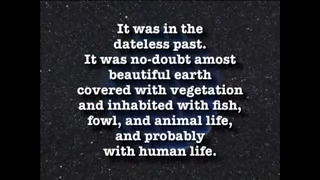 It was in the
dateless past.
It was no-doubt amost
beautiful earth
covered with vegetation
and inhabited with fish,
fowl, and animal life,
and probably
with human life.